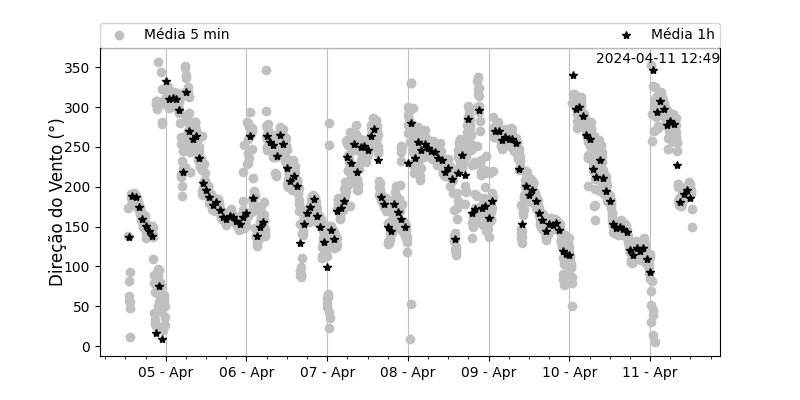 Média 5 min
Média 1h
2024-04-11 12:49
Direção do Vento (°)
350
300
250
200
150
100
50
0
05 - Apr
06 - Apr
07 - Apr
08 - Apr
09 - Apr
10 - Apr
11 - Apr